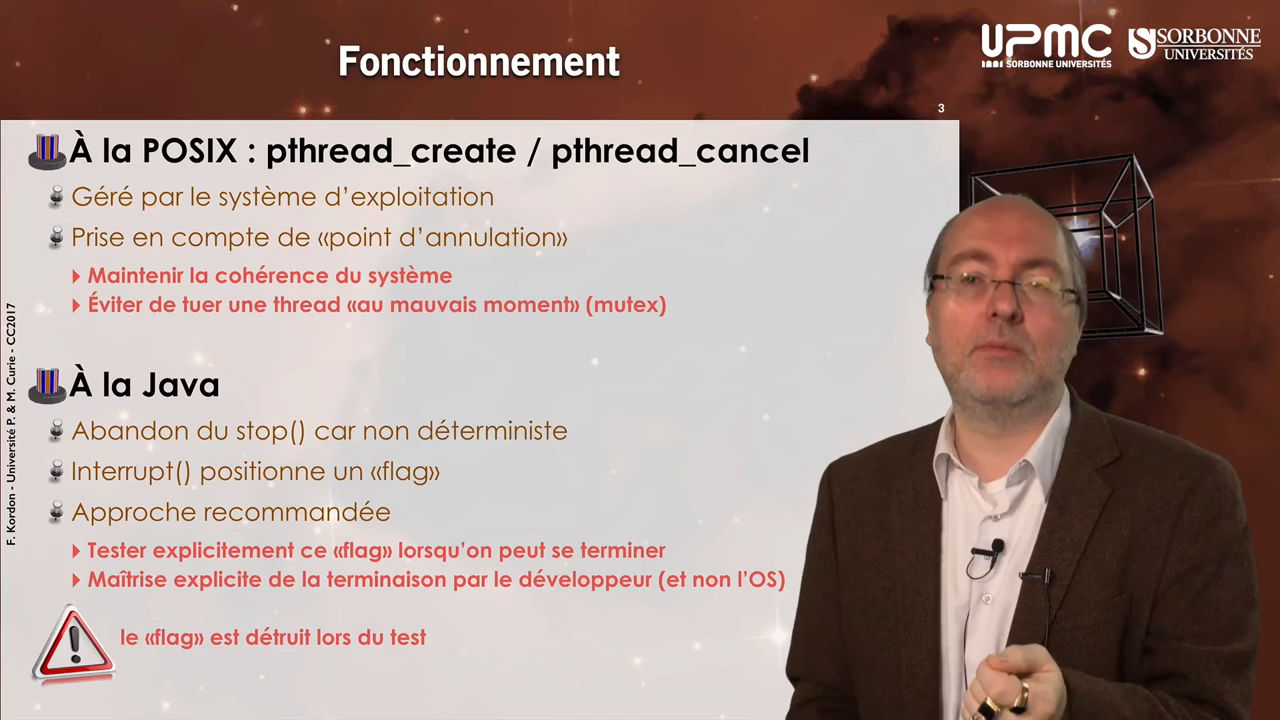 Fonctionnement
UPMC
SORBONNE UNIVERSITÉS
SORBONNE
UNIVERSITÉS
3
À la POSIX : pthread_create / pthread_cancel
Géré par le système d'exploitation
Prise en compte de «point d'annulation»
Maintenir la cohérence du système
Éviter de tuer une thread «au mauvais moment» (mutex)
À la Java
Abandon du stop() car non déterministe
Interrupt() positionne un «flag»
Approche recommandée
Tester explicitement ce «flag» lorsqu'on peut se terminer
Maîtrise explicite de la terminaison par le développeur (et non l'OS)
le «flag» est détruit lors du test
F. Kordon - Université P. & M. Curie - CC2017